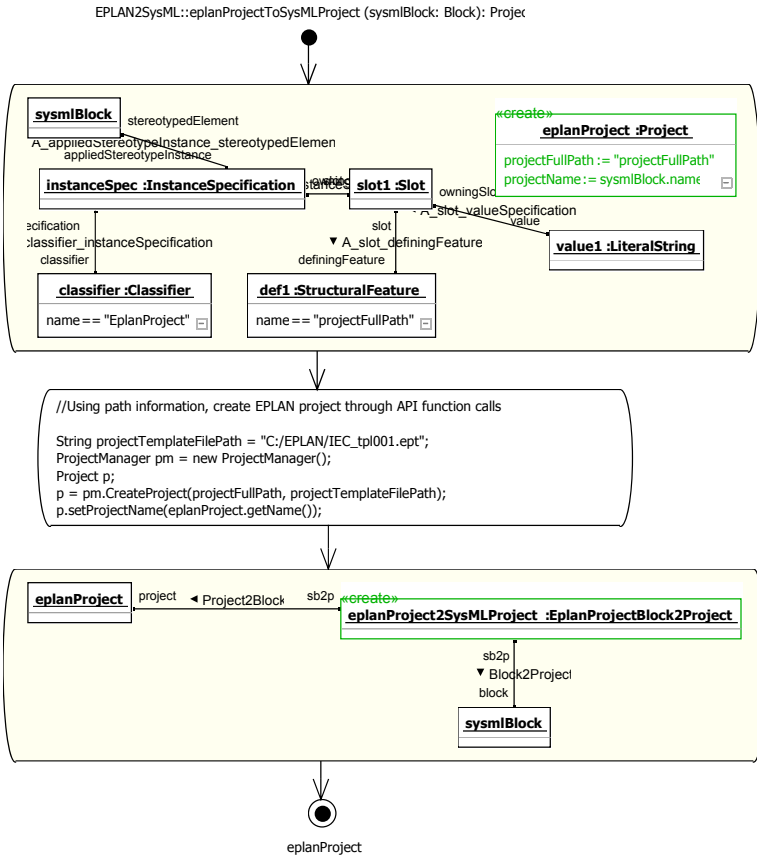 EPLAN2SysML::eplanProjectToSysMLProject (sysmlBlock: Block): Projec
sysmlBlock
stereotypedElement
A_appliedStereotypeInstance_stereotypedElemen
appliedStereotypeInstance
«create»
eplanProject :Project
projectFullPath := "projectFullPath"
projectName := sysmlBlock.name
instanceSpec :InstanceSpecification
slot1 :Slot
owningSlo
A_slot_valueSpecification
value
value1 :LiteralString
ecification
classifier_instanceSpecification
classifier
slot
▼ A_slot_definingFeature
definingFeature
classifier :Classifier
name == "EplanProject"
def1 :StructuralFeature
name == "projectFullPath"
//Using path information, create EPLAN project through API function calls
String projectTemplateFilePath = "C:/EPLAN/IEC_tpl001.ept";
ProjectManager pm = new ProjectManager();
Project p;
p = pm.CreateProject(projectFullPath, projectTemplateFilePath);
p.setProjectName(eplanProject.getName());
eplanProject
project
◄ Project2Block
sb2p
«create»
eplanProject2SysMLProject :EplanProjectBlock2Project
sb2p
▼ Block2Project
block
sysmlBlock
eplanProject